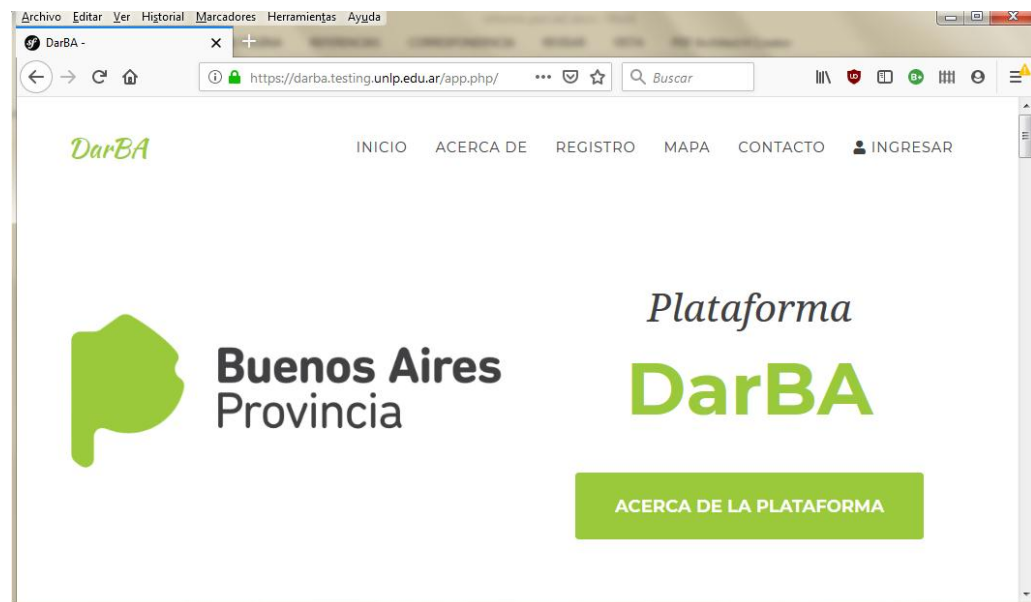 Archivo Editar Ver Historial Marcadores Herramientas Ayuda
DarBA -
https://darba.testing.unlp.edu.ar/app.php/
Buscar
DarBA
INICIO ACERCA DE REGISTRO MAPA CONTACTO INGRESAR
Buenos Aires
Provincia
Plataforma
DarBA
ACERCA DE LA PLATAFORMA